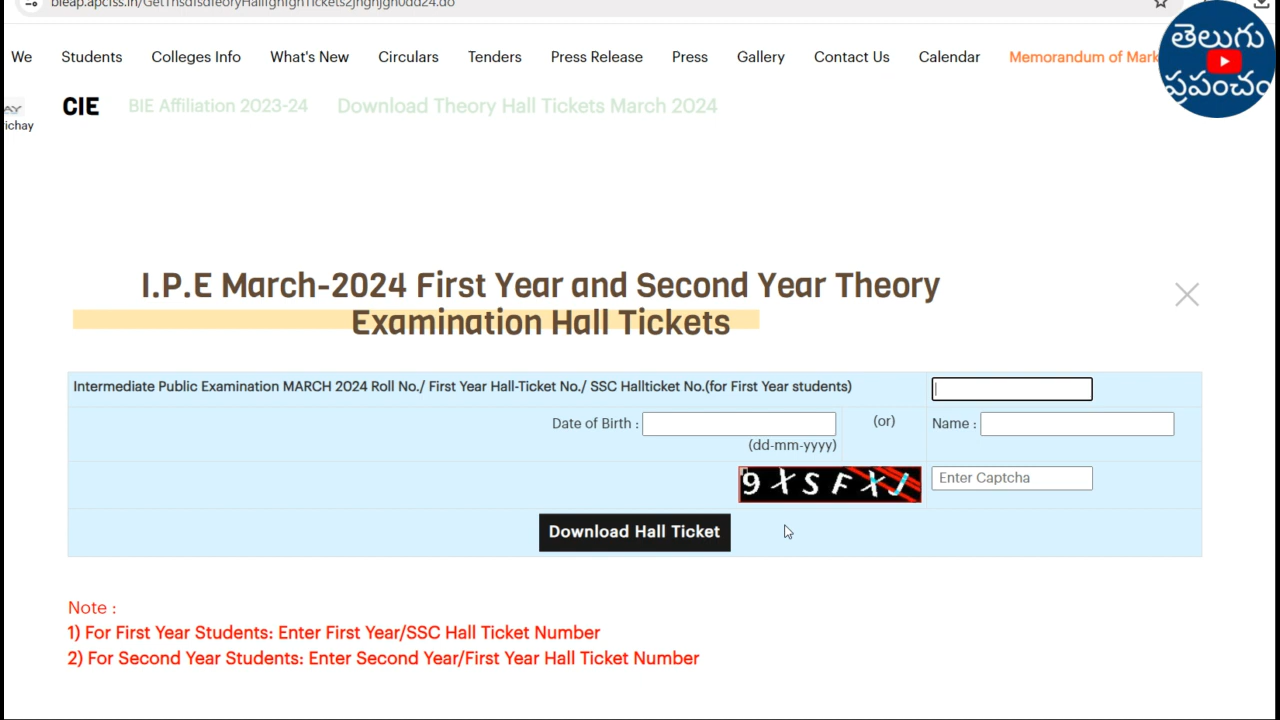 తెలుగు
ప్రపంచం
We Students Colleges Info What's New Circulars Tenders Press Release Press Gallery Contact Us Calendar Memorandum of Mark
CIE BIE Affiliation 2023-24 Download Theory Hall Tickets March 2024
I.P.E March-2024 First Year and Second Year Theory
Examination Hall Tickets
Intermediate Public Examination MARCH 2024 Roll No./ First Year Hall-Ticket No./ SSC Hallticket No.(for First Year students)
Date of Birth : (or) Name :
(dd-mm-yyyy)
9XSFXJ Enter Captcha
Download Hall Ticket
Note :
1) For First Year Students: Enter First Year/SSC Hall Ticket Number
2) For Second Year Students: Enter Second Year/First Year Hall Ticket Number